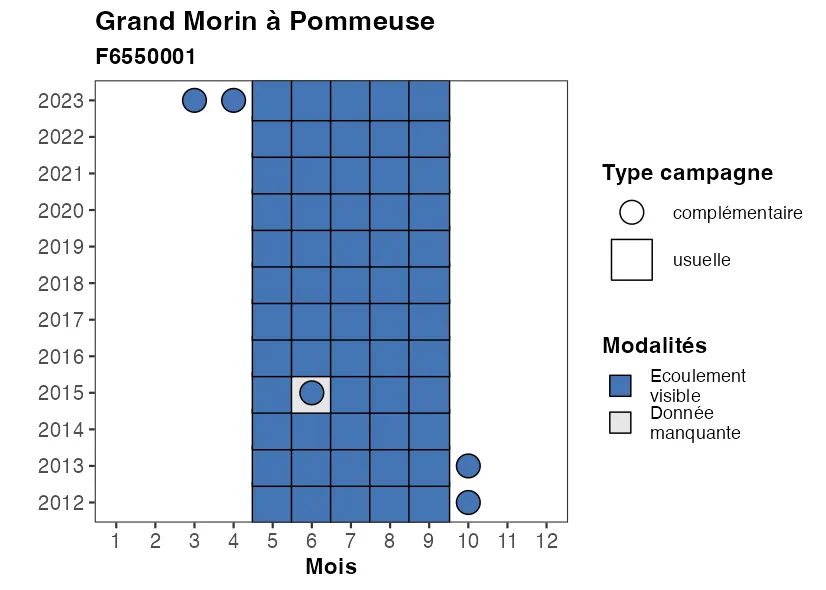 Grand Morin à Pommeuse
F6550001
2023
2022
2021
2020
2019
2018
2017
2016
2015
2014
2013
2012
1 2 3 4 5 6 7 8 9 10 11 12
Mois
Type campagne
complémentaire
usuelle
Modalités
Ecoulement
visible
Donnée
manquante